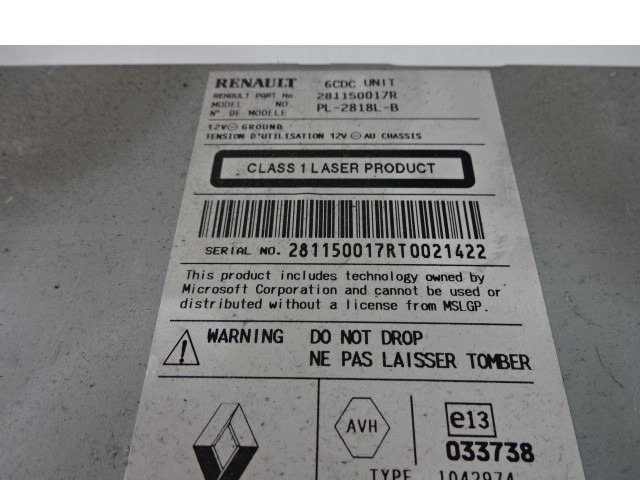 RENAULT 6CDC UNIT
RENAULT PART No. 281150017R
MODEL NO. PL-2818L-B
N° DE MODELE
12V⊖ GROUND
TENSION D'UTILISATION 12V ⊖ AU CHASSIS
CLASS 1 LASER PRODUCT
SERIAL NO. 281150017RT0021422
This product includes technology owned by
Microsoft Corporation and cannot be used or
distributed without a license from MSLGP.
WARNING DO NOT DROP
NE PAS LAISSER TOMBER
AVH
e13
033738
TYPE 104297A